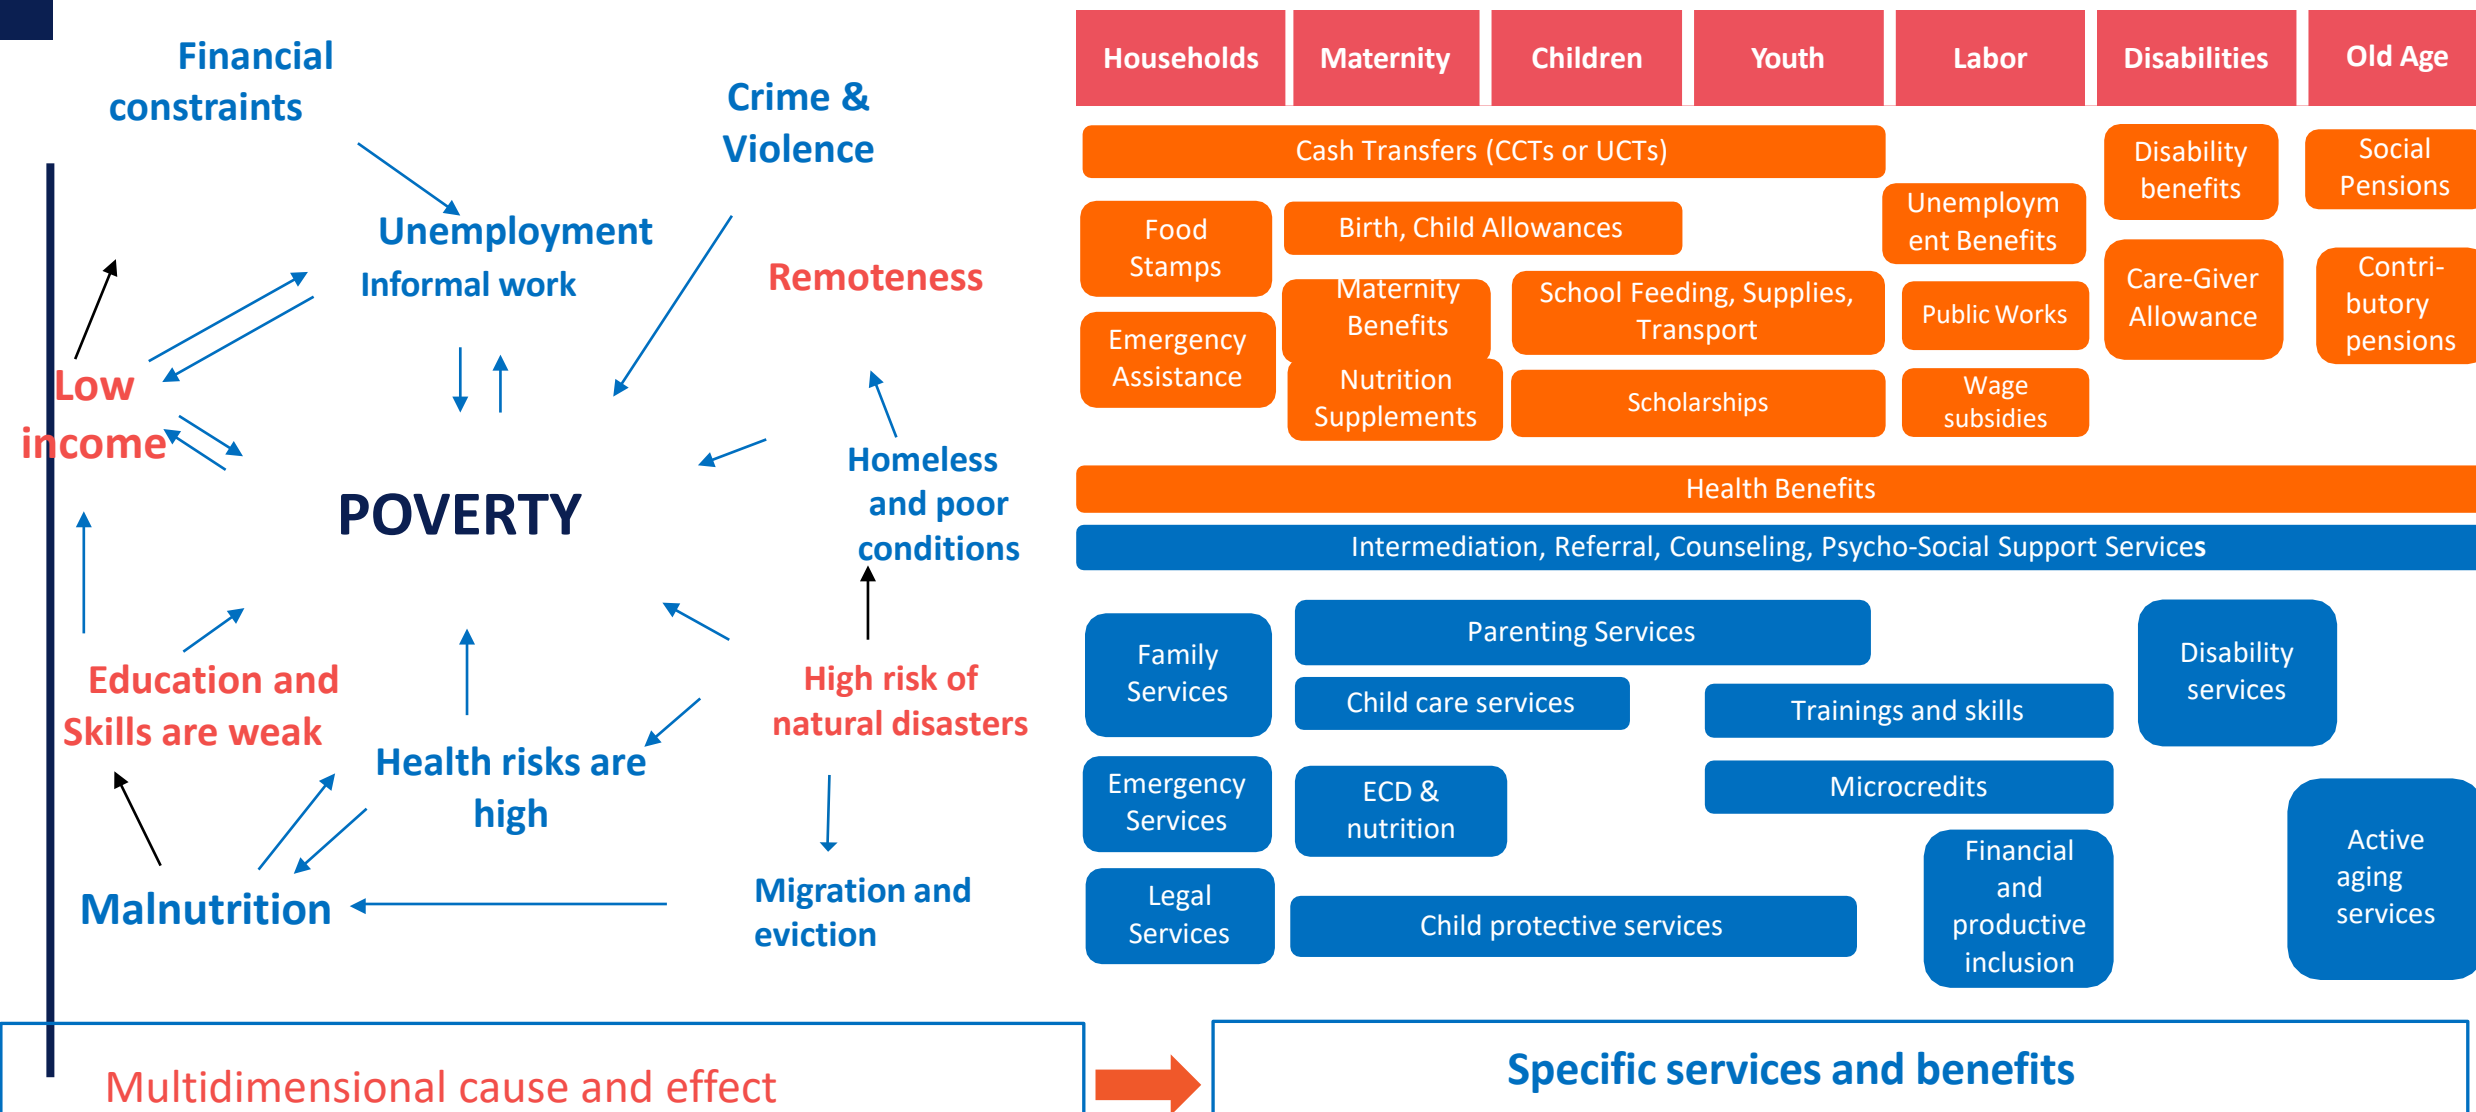 Financial
constraints
Crime &
Violence
Unemployment
Informal work
Remoteness
Low
income
Homeless
and poor
conditions
POVERTY
Education and
Skills are weak
High risk of
natural disasters
Health risks are
high
Malnutrition
Migration and
eviction
Multidimensional cause and effect
Households
Maternity
Children
Youth
Labor
Disabilities
Old Age
Cash Transfers (CCTs or UCTs)
Disability
benefits
Social
Pensions
Food
Stamps
Birth, Child Allowances
Unemploym
ent Benefits
Emergency
Assistance
Maternity
Benefits
School Feeding, Supplies,
Transport
Public Works
Care-Giver
Allowance
Contri-
butory
pensions
Nutrition
Supplements
Scholarships
Wage
subsidies
Health Benefits
Intermediation, Referral, Counseling, Psycho-Social Support Services
Family
Services
Parenting Services
Disability
services
Child care services
Trainings and skills
Emergency
Services
ECD &
nutrition
Microcredits
Legal
Services
Child protective services
Financial
and
productive
inclusion
Active
aging
services
Specific services and benefits